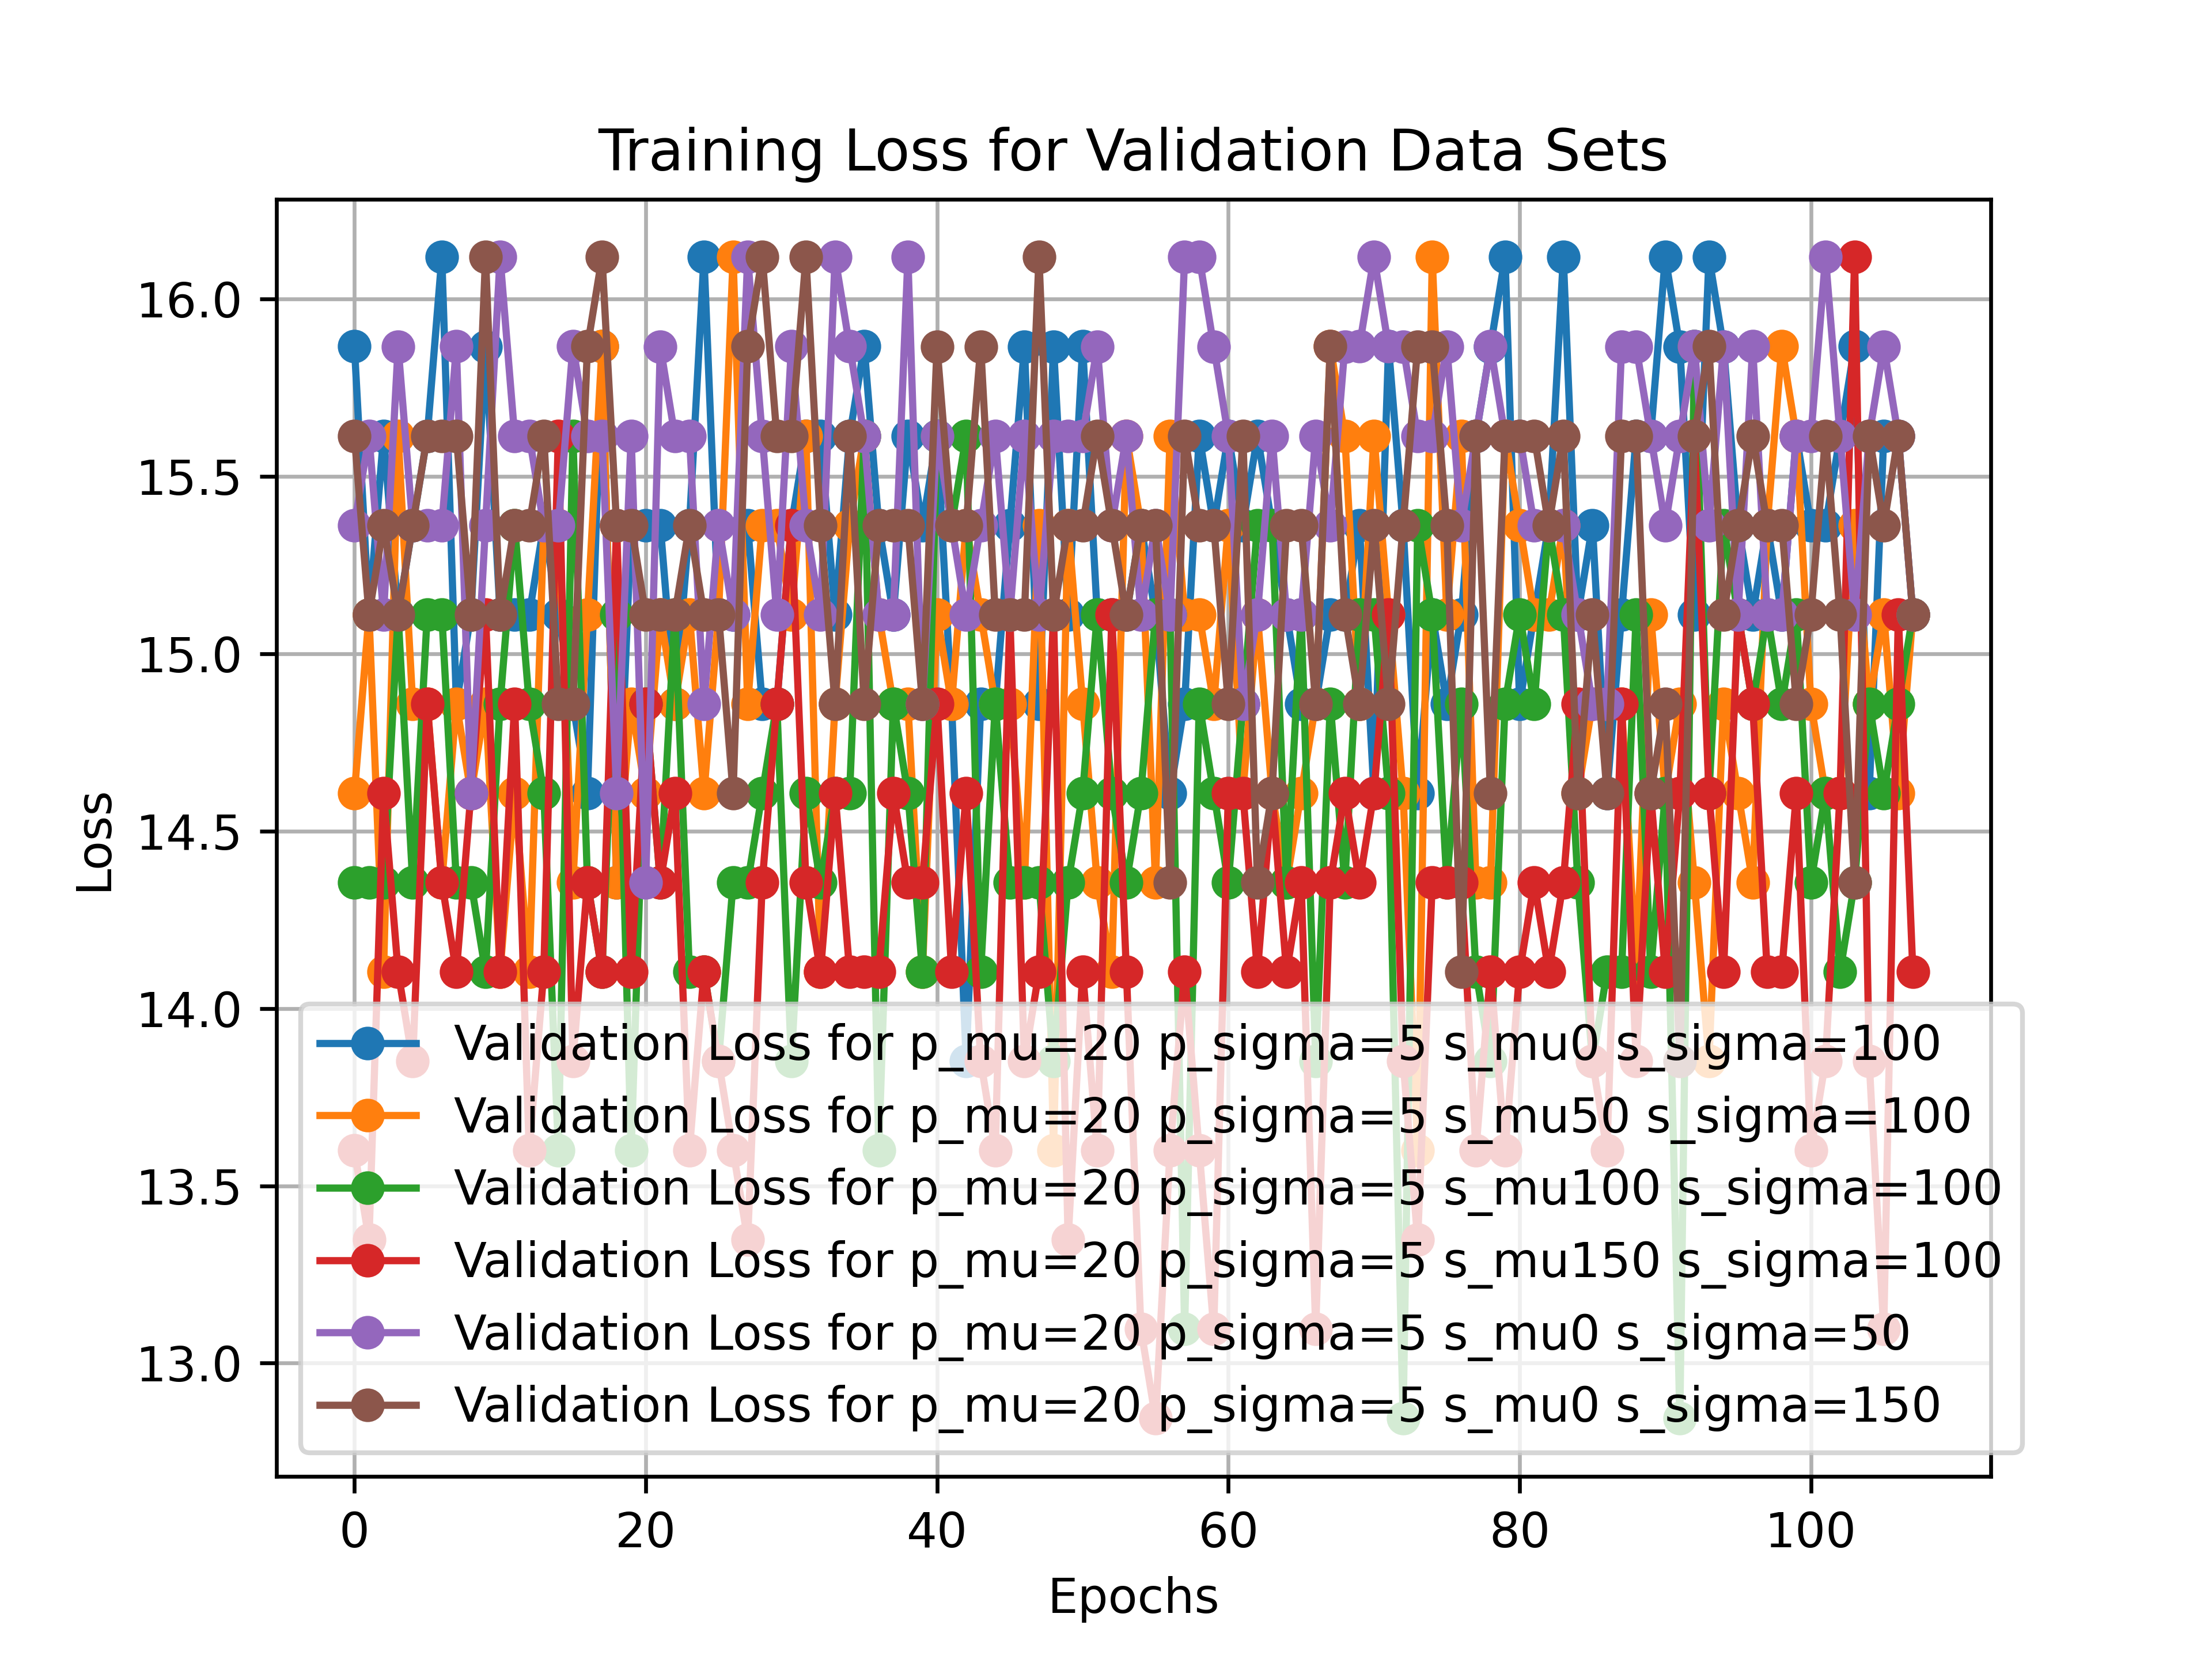 Training Loss for Validation Data Sets
16.0
15.5
15.0
14.5
14.0
13.5
13.0
Loss
Validation Loss for p_mu=20 p_sigma=5 s_mu0 s_sigma=100
Validation Loss for p_mu=20 p_sigma=5 s_mu50 s_sigma=100
Validation Loss for p_mu=20 p_sigma=5 s_mu100 s_sigma=100
Validation Loss for p_mu=20 p_sigma=5 s_mu150 s_sigma=100
Validation Loss for p_mu=20 p_sigma=5 s_mu0 s_sigma=50
Validation Loss for p_mu=20 p_sigma=5 s_mu0 s_sigma=150
0 20 40 60 80 100
Epochs